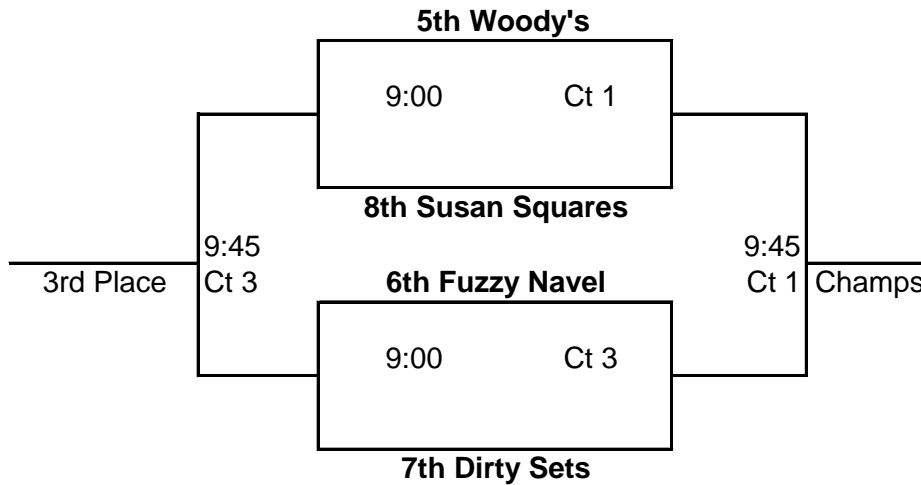 5th Woody's
9:00 Ct 1
8th Susan Squares
9:45 9:45
3rd Place Ct 3 6th Fuzzy Navel Ct 1 Champs
9:00 Ct 3
7th Dirty Sets